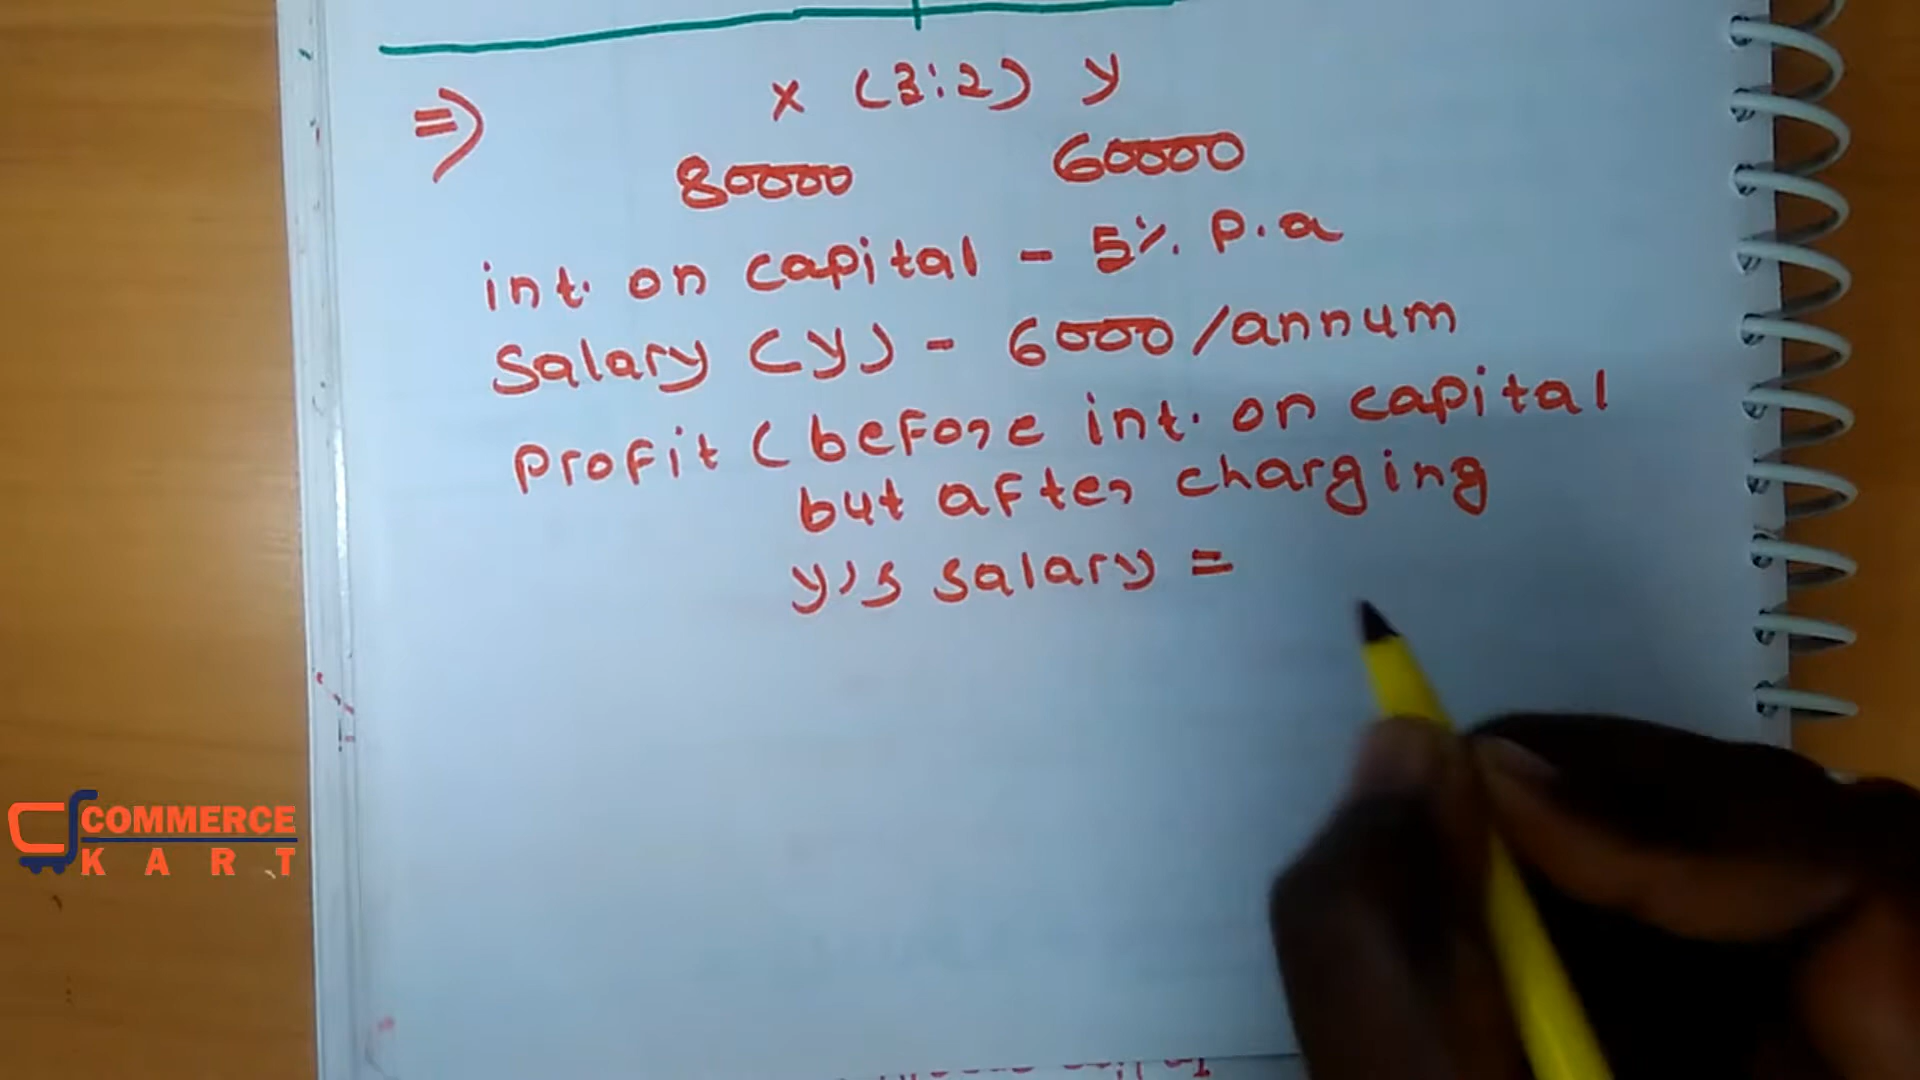 => x (3:2) y
80000 60000
int. on capital - 5% p.a
Salary (y) - 6000/annum
Profit (before int. on capital
but after charging
y's salary =
COMMERCE
KART